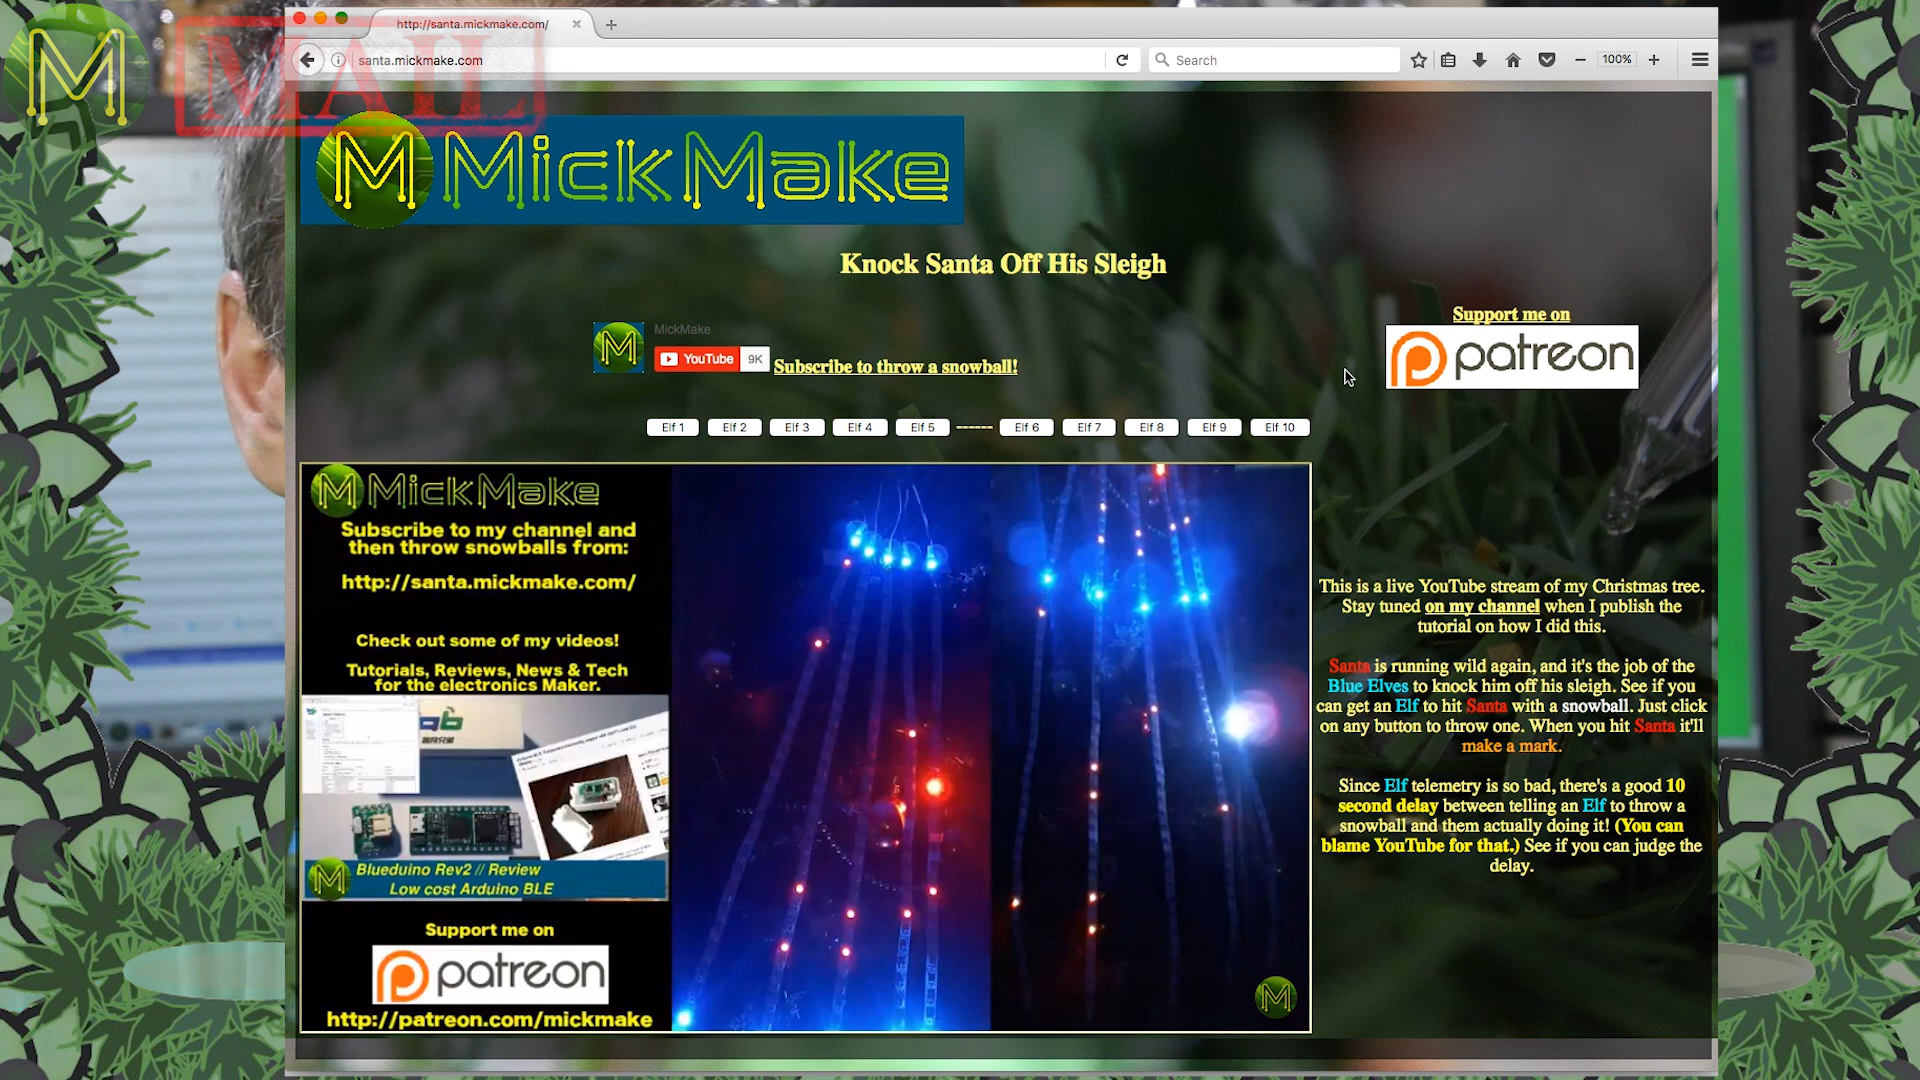 http://santa.mickmake.com/
santa.mickmake.com
Search
100%
M
MAIL
M MickMake
Knock Santa Off His Sleigh
MickMake
YouTube 9K
Subscribe to throw a snowball!
Support me on
patreon
Elf 1 Elf 2 Elf 3 Elf 4 Elf 5 ------ Elf 6 Elf 7 Elf 8 Elf 9 Elf 10
M MickMake
Subscribe to my channel and
then throw snowballs from:
http://santa.mickmake.com/
Check out some of my videos!
Tutorials, Reviews, News & Tech
for the electronics Maker.
Blueduino Rev2 // Review
Low cost Arduino BLE
Support me on
patreon
http://patreon.com/mickmake
This is a live YouTube stream of my Christmas tree.
Stay tuned on my channel when I publish the
tutorial on how I did this.
Santa is running wild again, and it's the job of the
Blue Elves to knock him off his sleigh. See if you
can get an Elf to hit Santa with a snowball. Just click
on any button to throw one. When you hit Santa it'll
make a mark.
Since Elf telemetry is so bad, there's a good 10
second delay between telling an Elf to throw a
snowball and them actually doing it! (You can
blame YouTube for that.) See if you can judge the
delay.